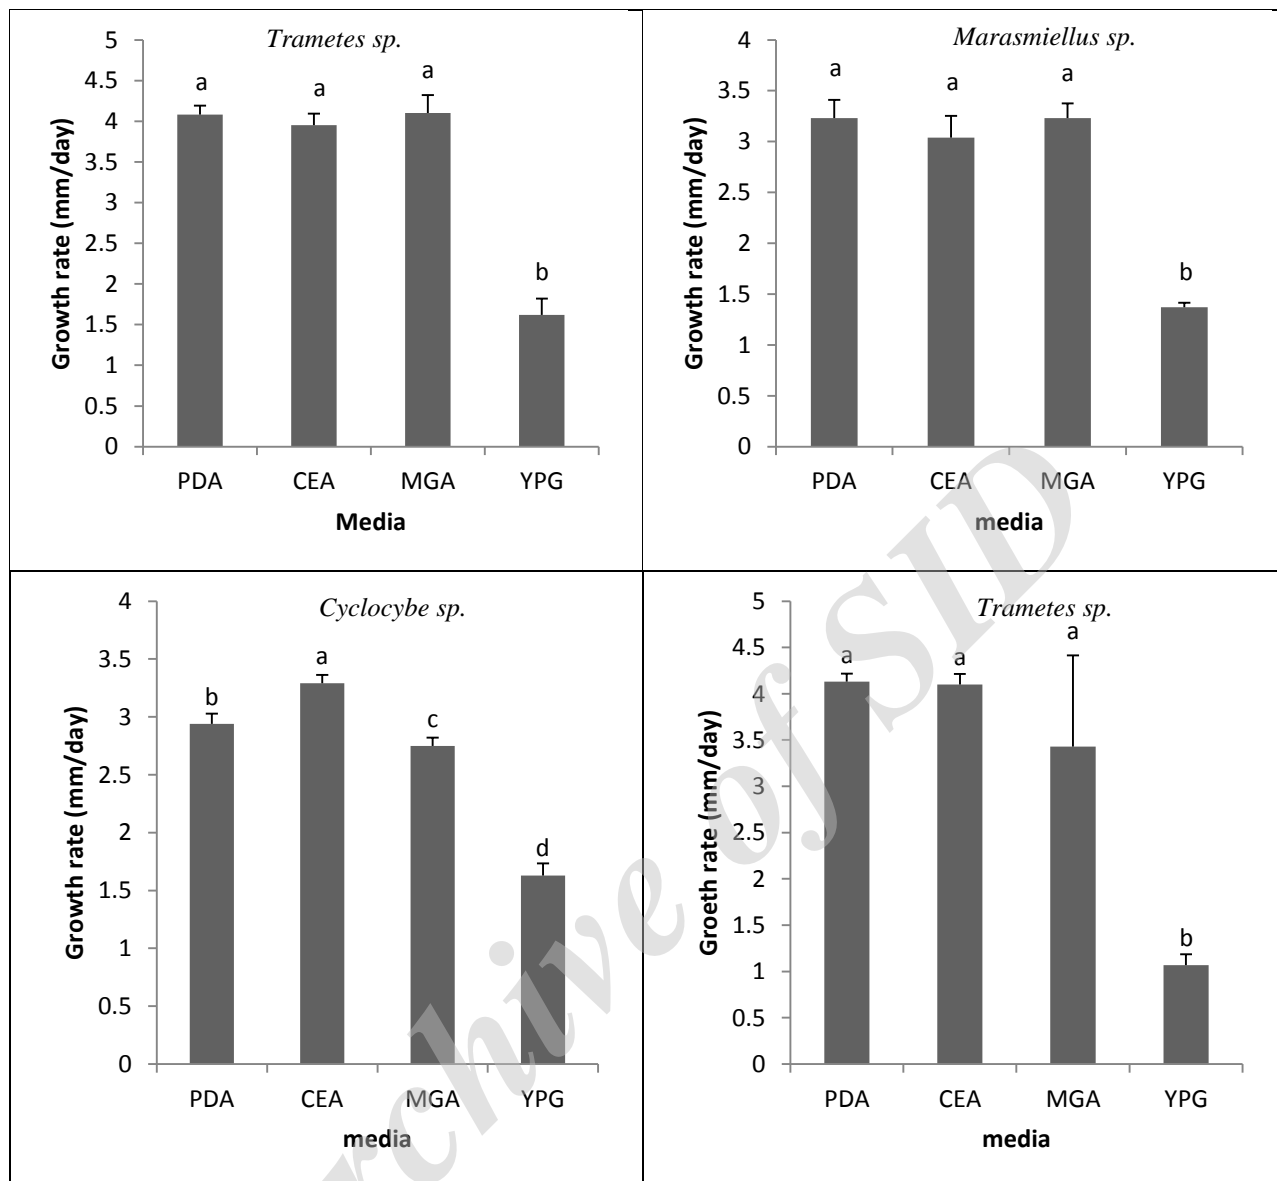 Trametes sp.
Growth rate (mm/day)
5
4.5
4
3.5
3
2.5
2
1.5
1
0.5
0
a
a
a
b
PDA CEA MGA YPG
Media
Marasmiellus sp.
Growth rate (mm/day)
4
3.5
3
2.5
2
1.5
1
0.5
0
a
a
a
b
PDA CEA MGA YPG
media
Cyclocybe sp.
Growth rate (mm/day)
4
3.5
3
2.5
2
1.5
1
0.5
0
b
a
c
d
PDA CEA MGA YPG
media
Trametes sp.
Groeth rate (mm/day)
5
4.5
4
3.5
3
2.5
2
1.5
1
0.5
0
a
a
a
b
PDA CEA MGA YPG
media
rchive of SID